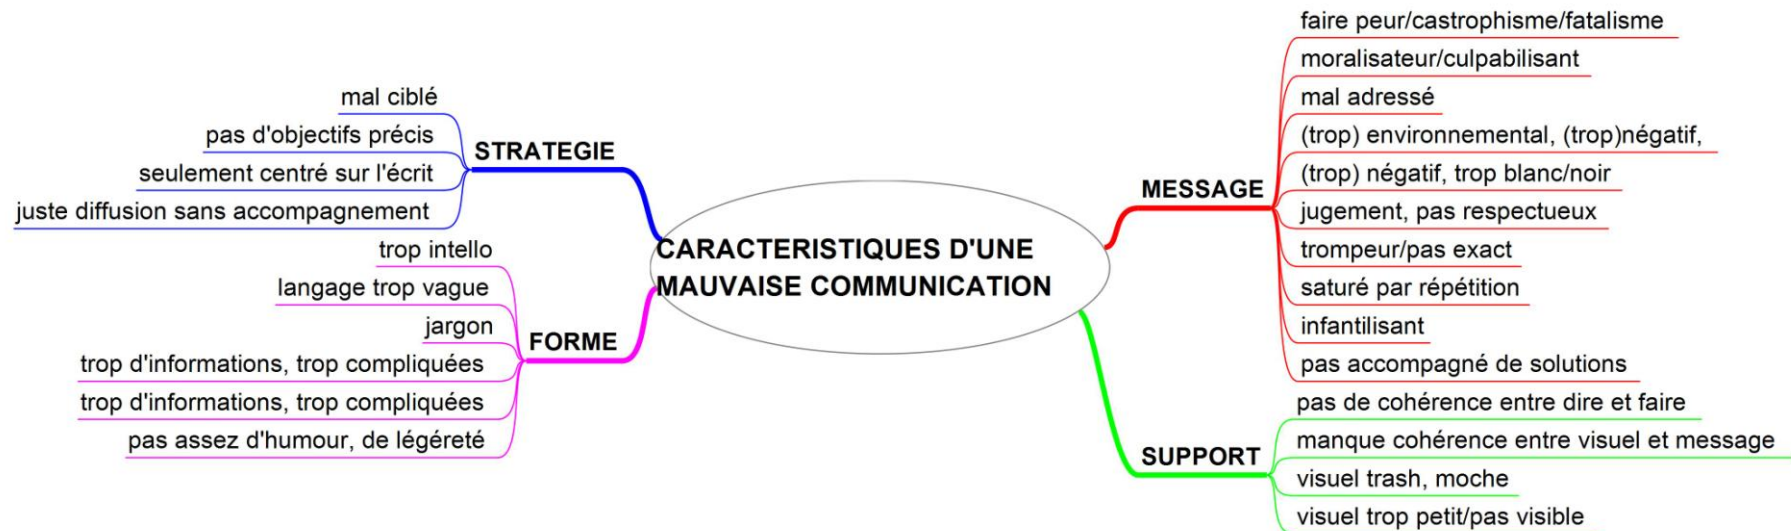 CARACTERISTIQUES D'UNE
MAUVAISE COMMUNICATION
STRATEGIE
mal ciblé
pas d'objectifs précis
seulement centré sur l'écrit
juste diffusion sans accompagnement
FORME
trop intello
langage trop vague
jargon
trop d'informations, trop compliquées
trop d'informations, trop compliquées
pas assez d'humour, de légéreté
MESSAGE
faire peur/castrophisme/fatalisme
moralisateur/culpabilisant
mal adressé
(trop) environnemental, (trop)négatif,
(trop) négatif, trop blanc/noir
jugement, pas respectueux
trompeur/pas exact
saturé par répétition
infantilisant
pas accompagné de solutions
SUPPORT
pas de cohérence entre dire et faire
manque cohérence entre visuel et message
visuel trash, moche
visuel trop petit/pas visible